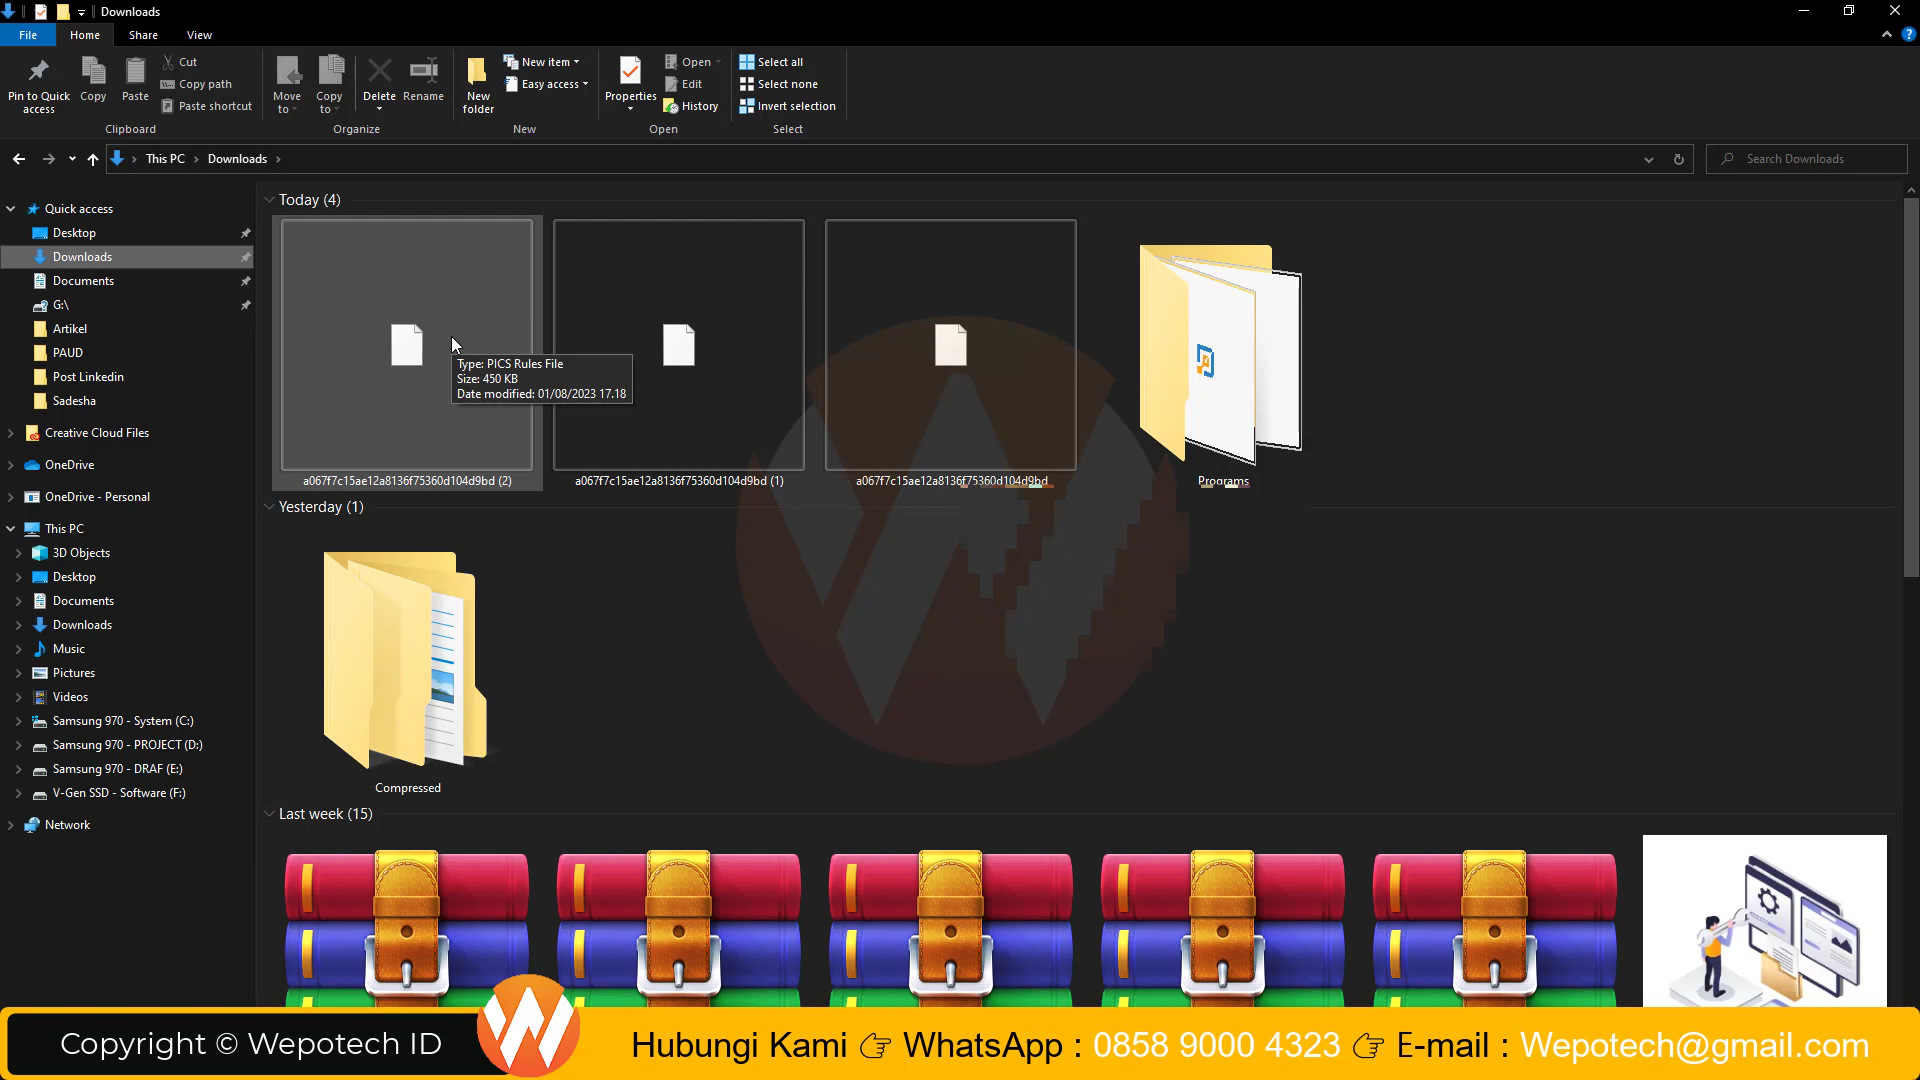 Downloads
File
Home
Share
View
Pin to Quick access
Copy
Paste
Cut
Copy path
Paste shortcut
Clipboard
Move to
Copy to
Delete
Rename
Organize
New folder
New item
Easy access
New
Properties
Open
Edit
History
Open
Select all
Select none
Invert selection
Select
This PC
Downloads
Search Downloads
Quick access
Desktop
Downloads
Documents
G:\
Artikel
PAUD
Post Linkedin
Sadesha
Creative Cloud Files
OneDrive
OneDrive - Personal
This PC
3D Objects
Desktop
Documents
Downloads
Music
Pictures
Videos
Samsung 970 - System (C:)
Samsung 970 - PROJECT (D:)
Samsung 970 - DRAF (E:)
V-Gen SSD - Software (F:)
Network
Today (4)
Type: PICS Rules File
Size: 450 KB
Date modified: 01/08/2023 17.18
a067f7c15ae12a8136f75360d104d9bd (2)
a067f7c15ae12a8136f75360d104d9bd (1)
a067f7c15ae12a8136f75360d104d9bd
Programs
Yesterday (1)
Compressed
Last week (15)
Copyright © Wepotech ID
Hubungi Kami 👉 WhatsApp : 0858 9000 4323 👉 E-mail : Wepotech@gmail.com